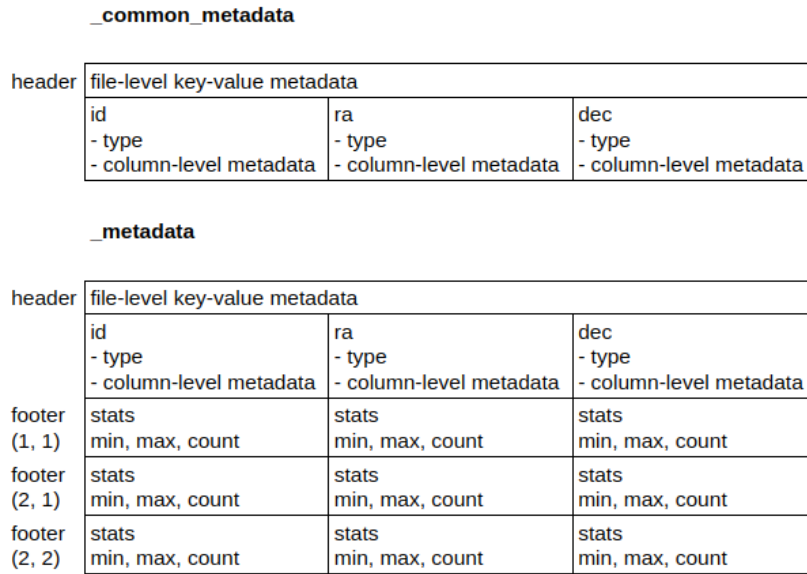 _common_metadata
header file-level key-value metadata
id ra dec
- type - type - type
- column-level metadata - column-level metadata - column-level metadata
_metadata
header file-level key-value metadata
id ra dec
- type - type - type
- column-level metadata - column-level metadata - column-level metadata
footer stats stats stats
(1, 1) min, max, count min, max, count min, max, count
footer stats stats stats
(2, 1) min, max, count min, max, count min, max, count
footer stats stats stats
(2, 2) min, max, count min, max, count min, max, count